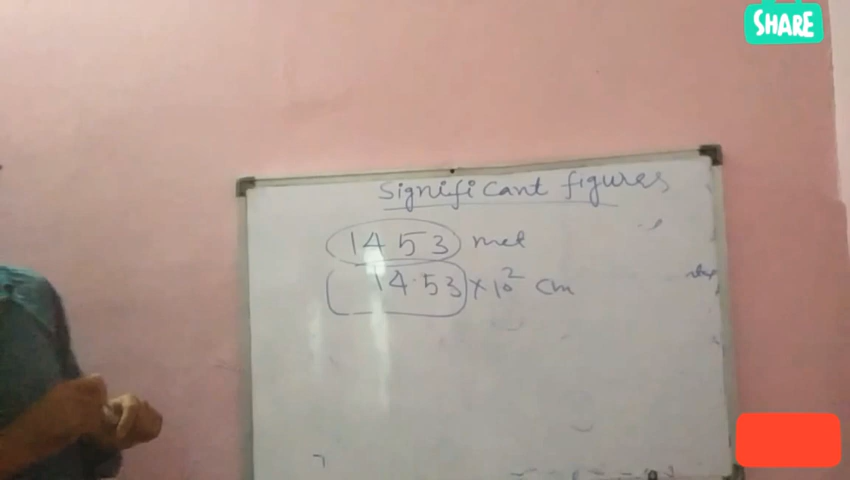 SHARE
Significant figures
1453 met
14.53 × 10² cm